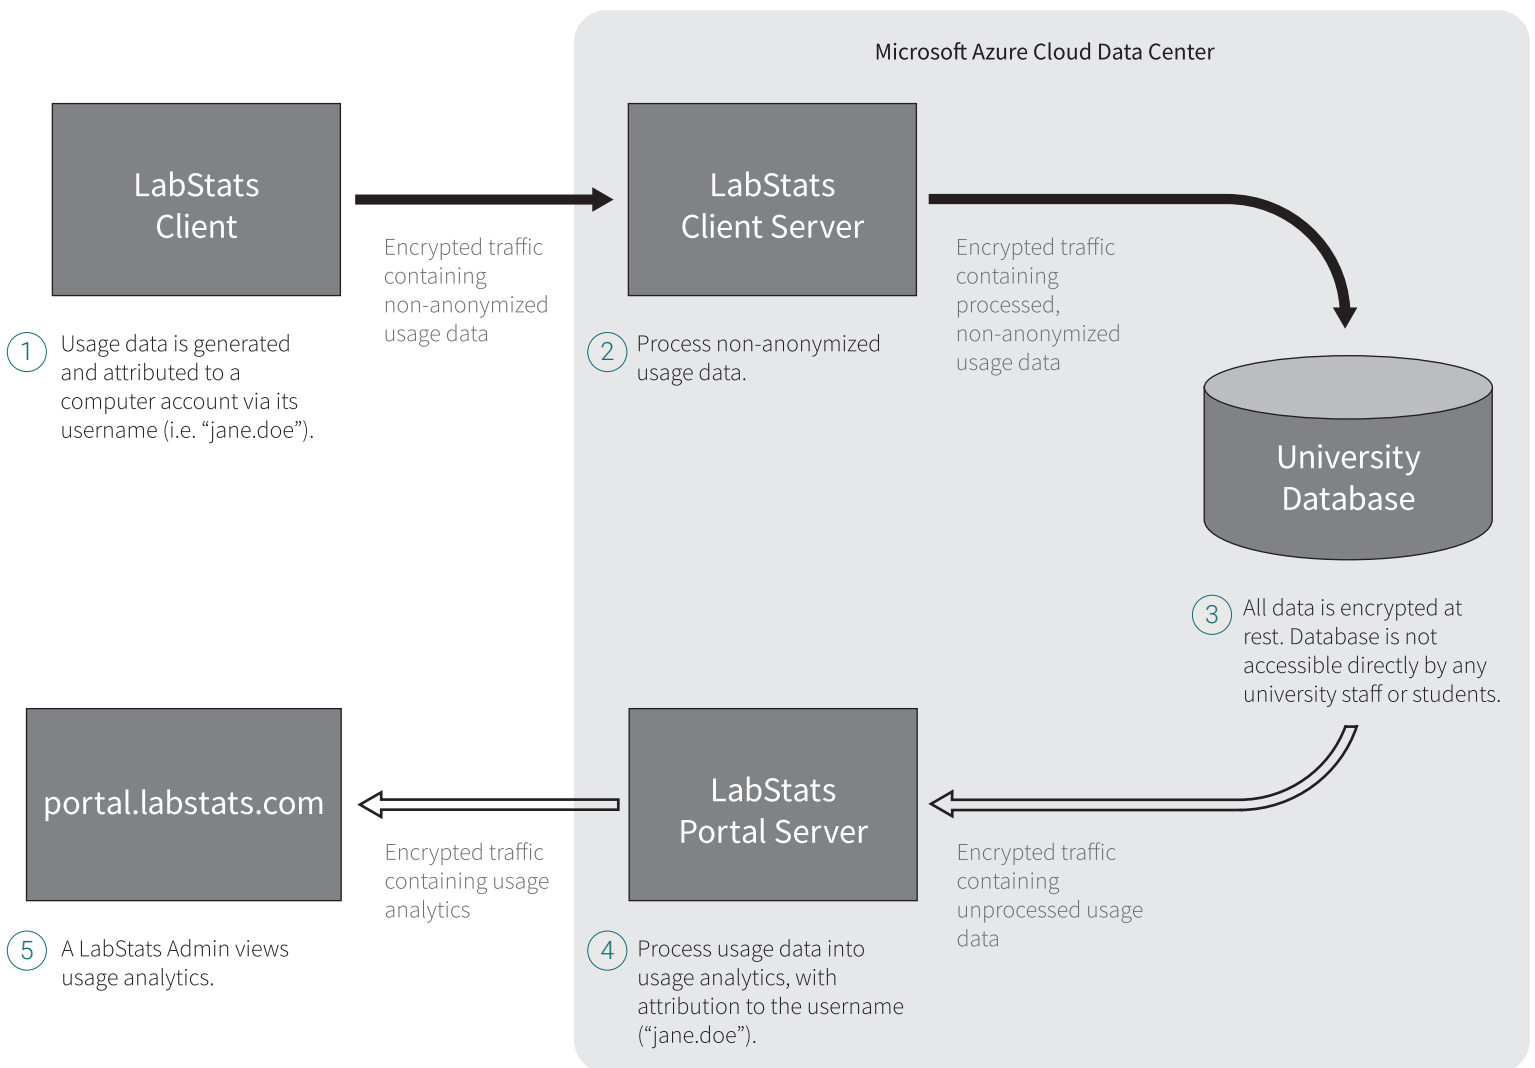 Microsoft Azure Cloud Data Center
LabStats
Client
Encrypted traffic
containing
non-anonymized
usage data
1
Usage data is generated
and attributed to a
computer account via its
username (i.e. “jane.doe”).
LabStats
Client Server
Encrypted traffic
containing
processed,
non-anonymized
usage data
2
Process non-anonymized
usage data.
University
Database
3
All data is encrypted at
rest. Database is not
accessible directly by any
university staff or students.
LabStats
Portal Server
Encrypted traffic
containing
unprocessed usage
data
4
Process usage data into
usage analytics, with
attribution to the username
(“jane.doe”).
portal.labstats.com
Encrypted traffic
containing usage
analytics
5
A LabStats Admin views
usage analytics.